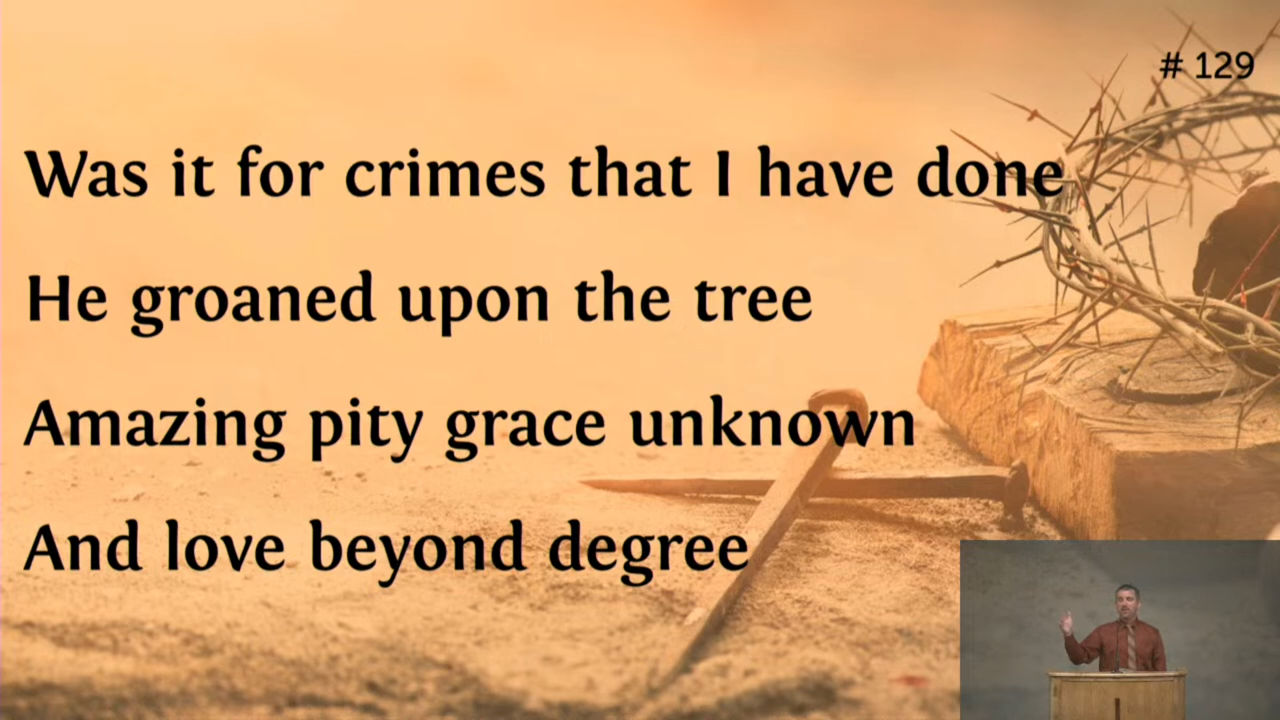 # 129
Was it for crimes that I have done
He groaned upon the tree
Amazing pity grace unknown
And love beyond degree